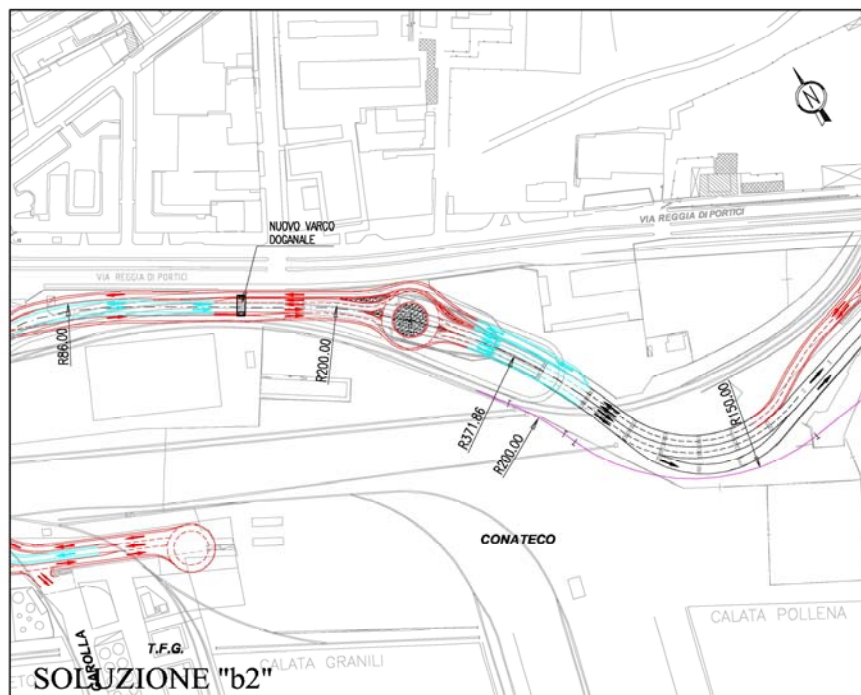 N
VIA REGGIA DI PORTICI
NUOVO VARCO
DOGANALE
VIA REGGIA DI PORTICI
R86.00
R200.00
R371.86
R200.00
R150.00
CONATECO
CALATA POLLENA
CAROLLA
T.F.G.
CALATA GRANILI
SOLUZIONE "b2"